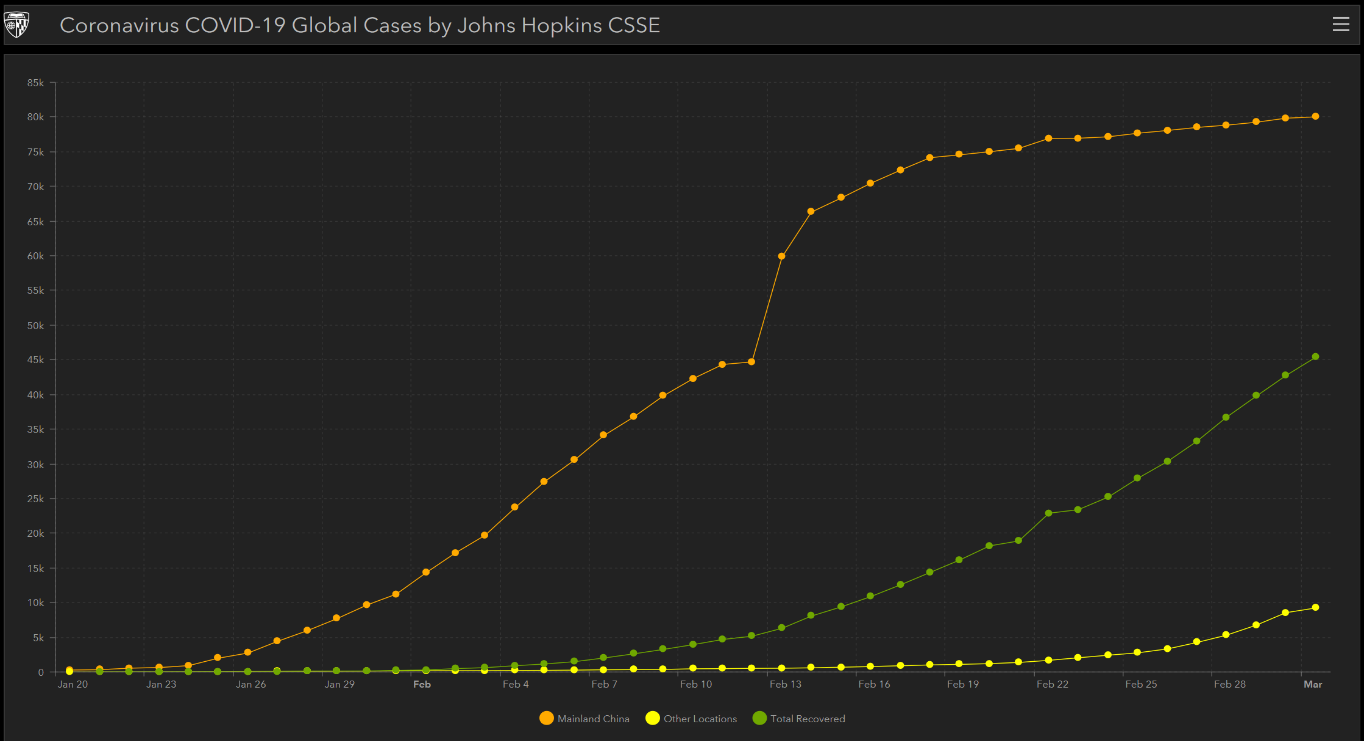 Coronavirus COVID-19 Global Cases by Johns Hopkins CSSE
85k
80k
75k
70k
65k
60k
55k
50k
45k
40k
35k
30k
25k
20k
15k
10k
5k
0
Jan 20 Jan 23 Jan 26 Jan 29 Feb Feb 4 Feb 7 Feb 10 Feb 13 Feb 16 Feb 19 Feb 22 Feb 25 Feb 28 Mar
Mainland China Other Locations Total Recovered